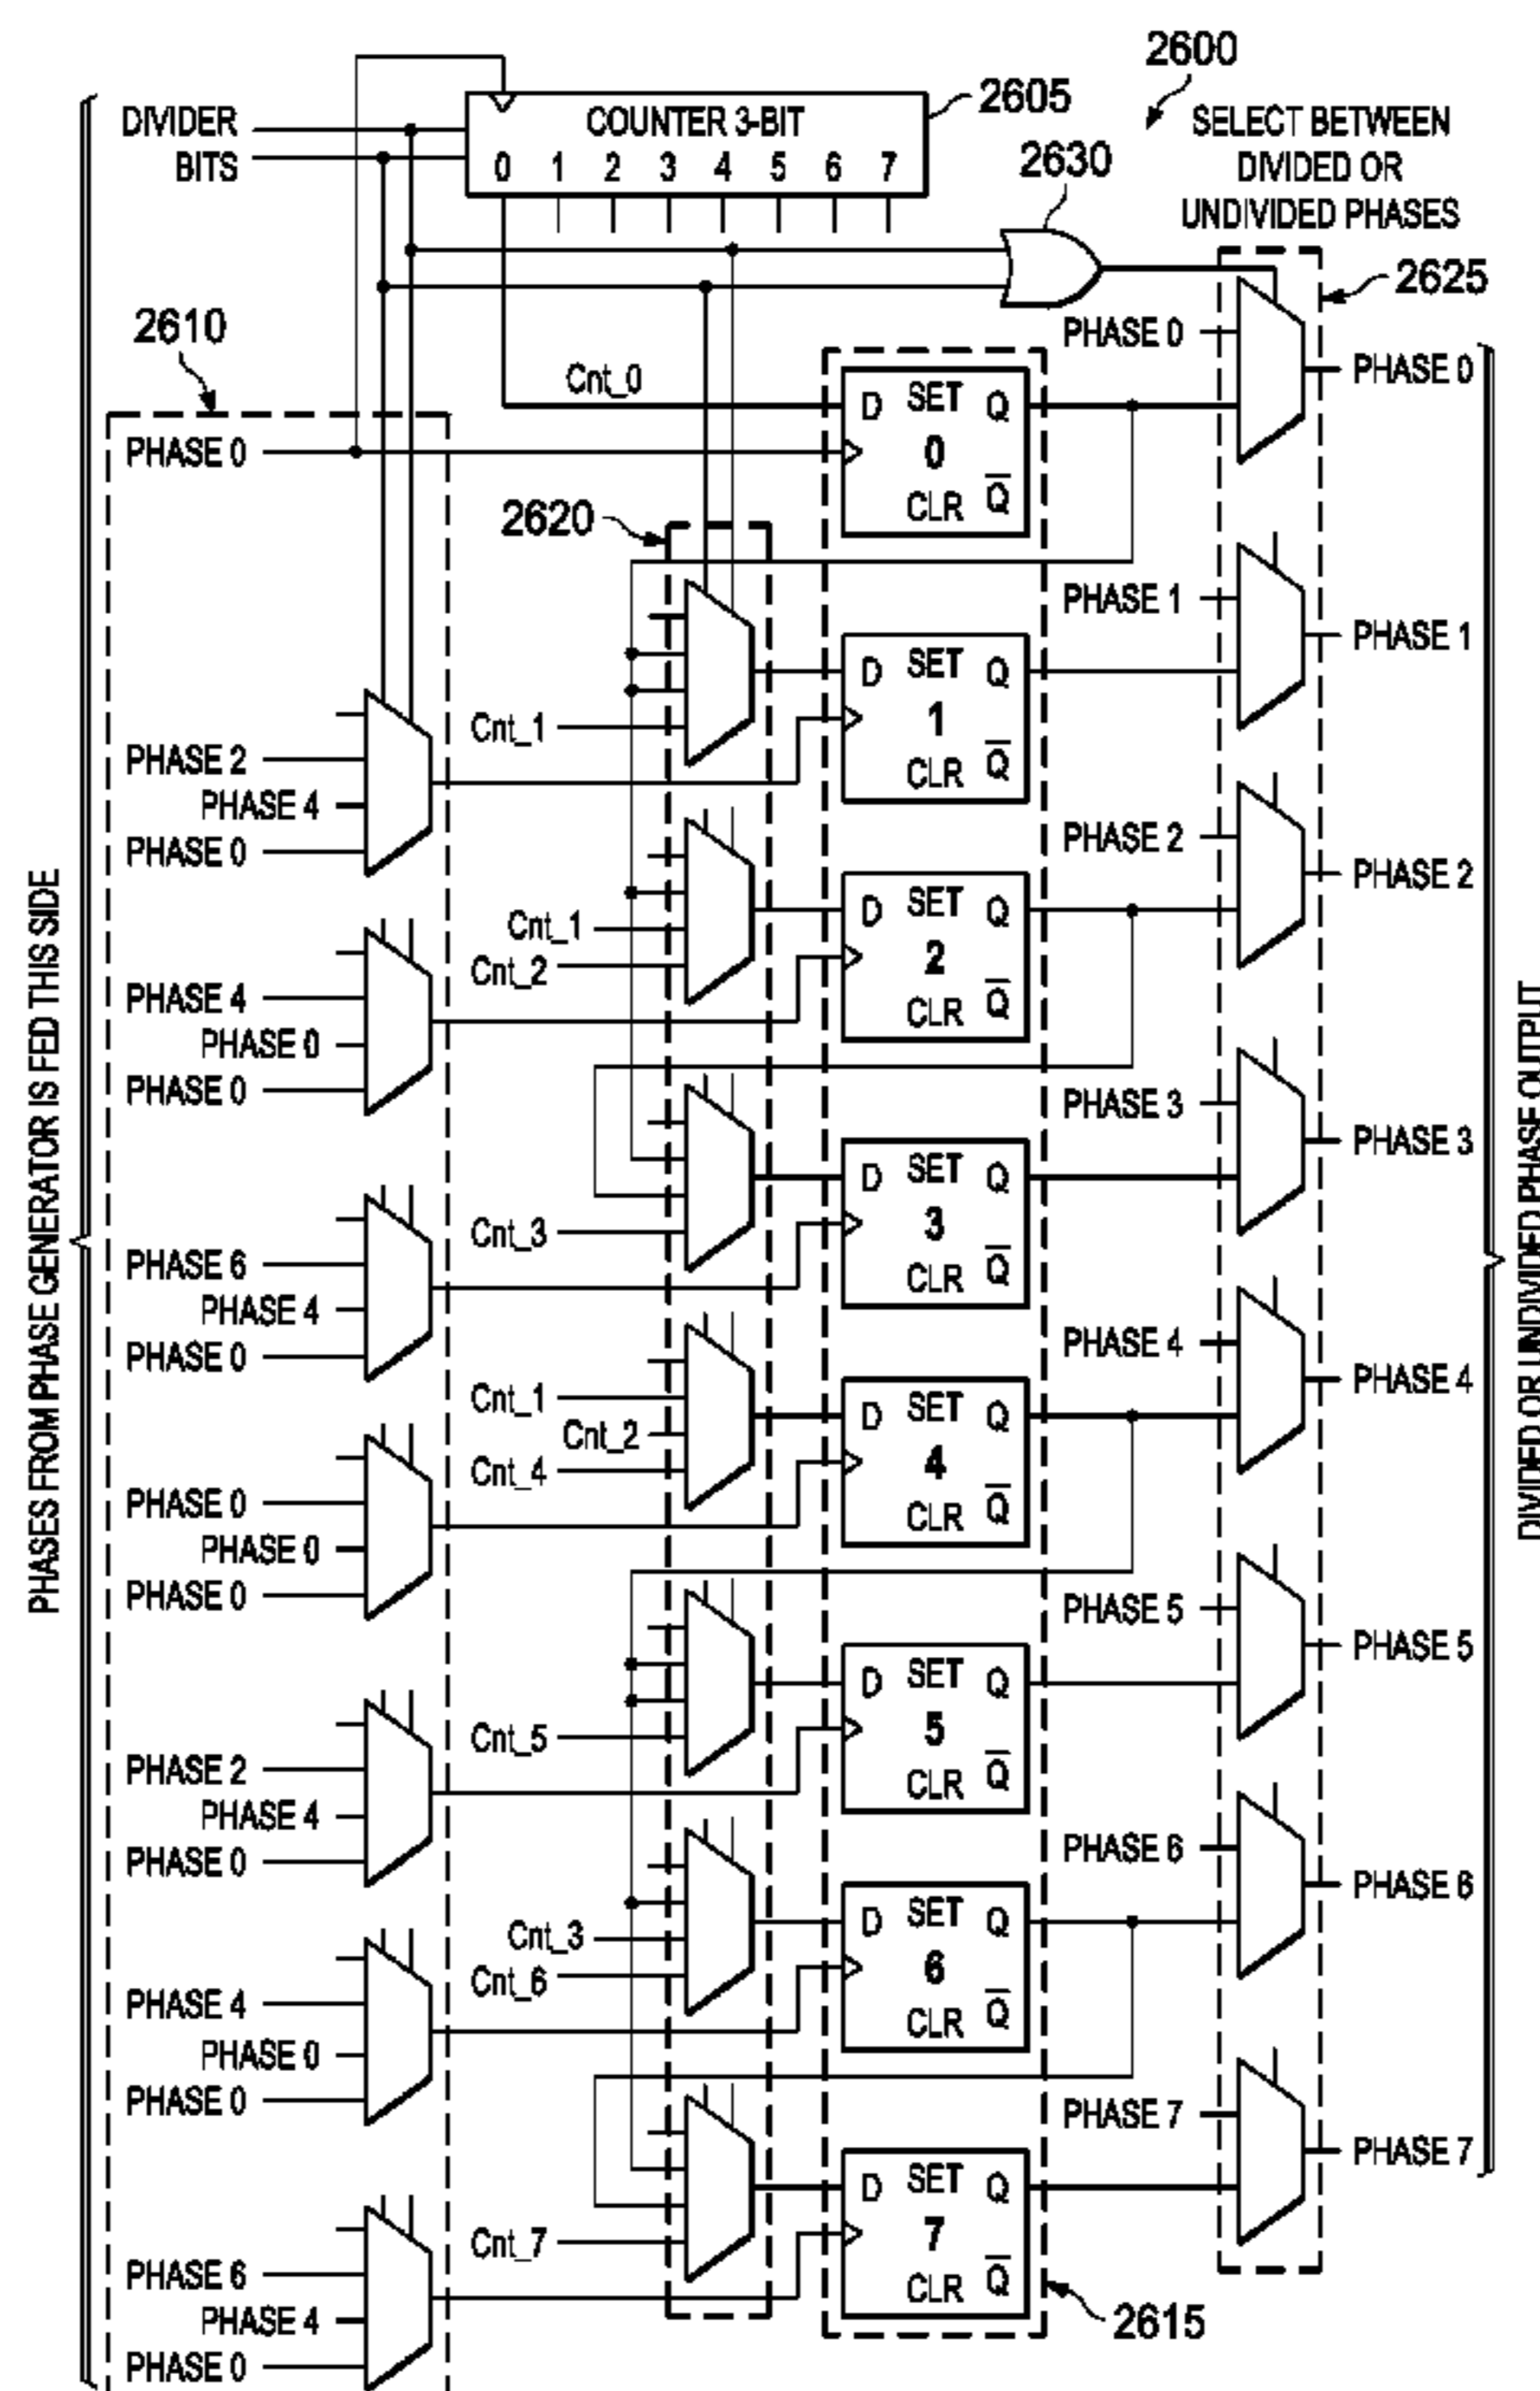 2600
DIVIDER
BITS
COUNTER 3-BIT
0 1 2 3 4 5 6 7
2605
2630
SELECT BETWEEN
DIVIDED OR
UNDIVIDED PHASES
2625
2610
PHASE 0
PHASE 0
Cnt_0
D SET Q
0
CLR Q̅
PHASE 0
2620
PHASE 1
PHASE 1
D SET Q
1
CLR Q̅
Cnt_1
PHASE 2
PHASE 4
PHASE 0
PHASE 2
PHASE 2
D SET Q
2
CLR Q̅
Cnt_1
Cnt_2
PHASE 4
PHASE 0
PHASE 0
PHASE 3
PHASE 3
D SET Q
3
CLR Q̅
Cnt_3
PHASE 6
PHASE 4
PHASE 0
PHASE 4
PHASE 4
Cnt_1
Cnt_2
Cnt_4
D SET Q
4
CLR Q̅
PHASE 0
PHASE 0
PHASE 0
PHASE 5
PHASE 5
D SET Q
5
CLR Q̅
Cnt_5
PHASE 2
PHASE 4
PHASE 0
PHASE 6
PHASE 6
D SET Q
6
CLR Q̅
Cnt_3
Cnt_6
PHASE 4
PHASE 0
PHASE 0
PHASE 7
PHASE 7
D SET Q
7
CLR Q̅
Cnt_7
PHASE 6
PHASE 4
PHASE 0
2615
PHASES FROM PHASE GENERATOR IS FED THIS SIDE
DIVIDED OR UNDIVIDED PHASE OUTPUT